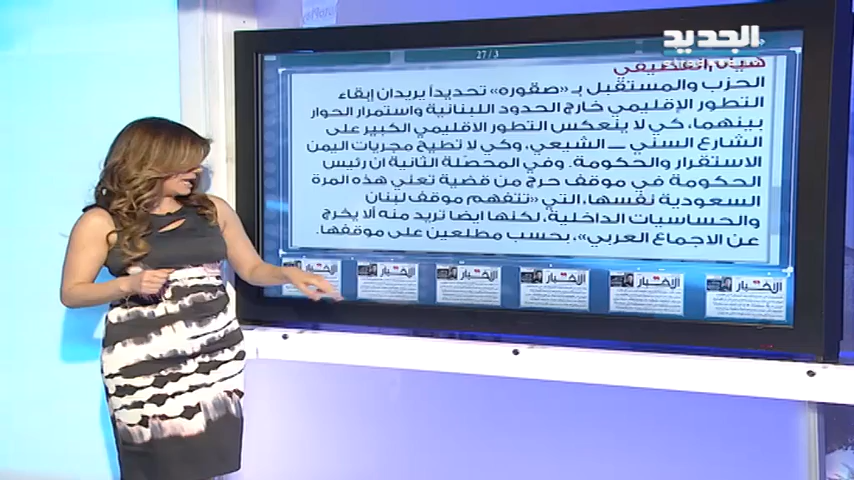 الجديد
27/3
هيام القصيفي
الحزب والمستقبل بـ «صقوره» تحديداً يريدان إبقاء
التطور الإقليمي خارج الحدود اللبنانية واستمرار الحوار
بينهما، كي لا ينعكس التطور الاقليمي الكبير على
الشارع السني ــ الشيعي، وكي لا تطيح مجريات اليمن
الاستقرار والحكومة. وفي المحصّلة الثانية ان رئيس
الحكومة في موقف حرج من قضية تعني هذه المرة
السعودية نفسها، التي «تتفهم موقف لبنان
والحساسيات الداخلية، لكنها ايضا تريد منه ألا يخرج
عن الاجماع العربي»، بحسب مطلعين على موقفها.
الأخبار
الأخبار
الأخبار
الأخبار
الأخبار
الأخبار